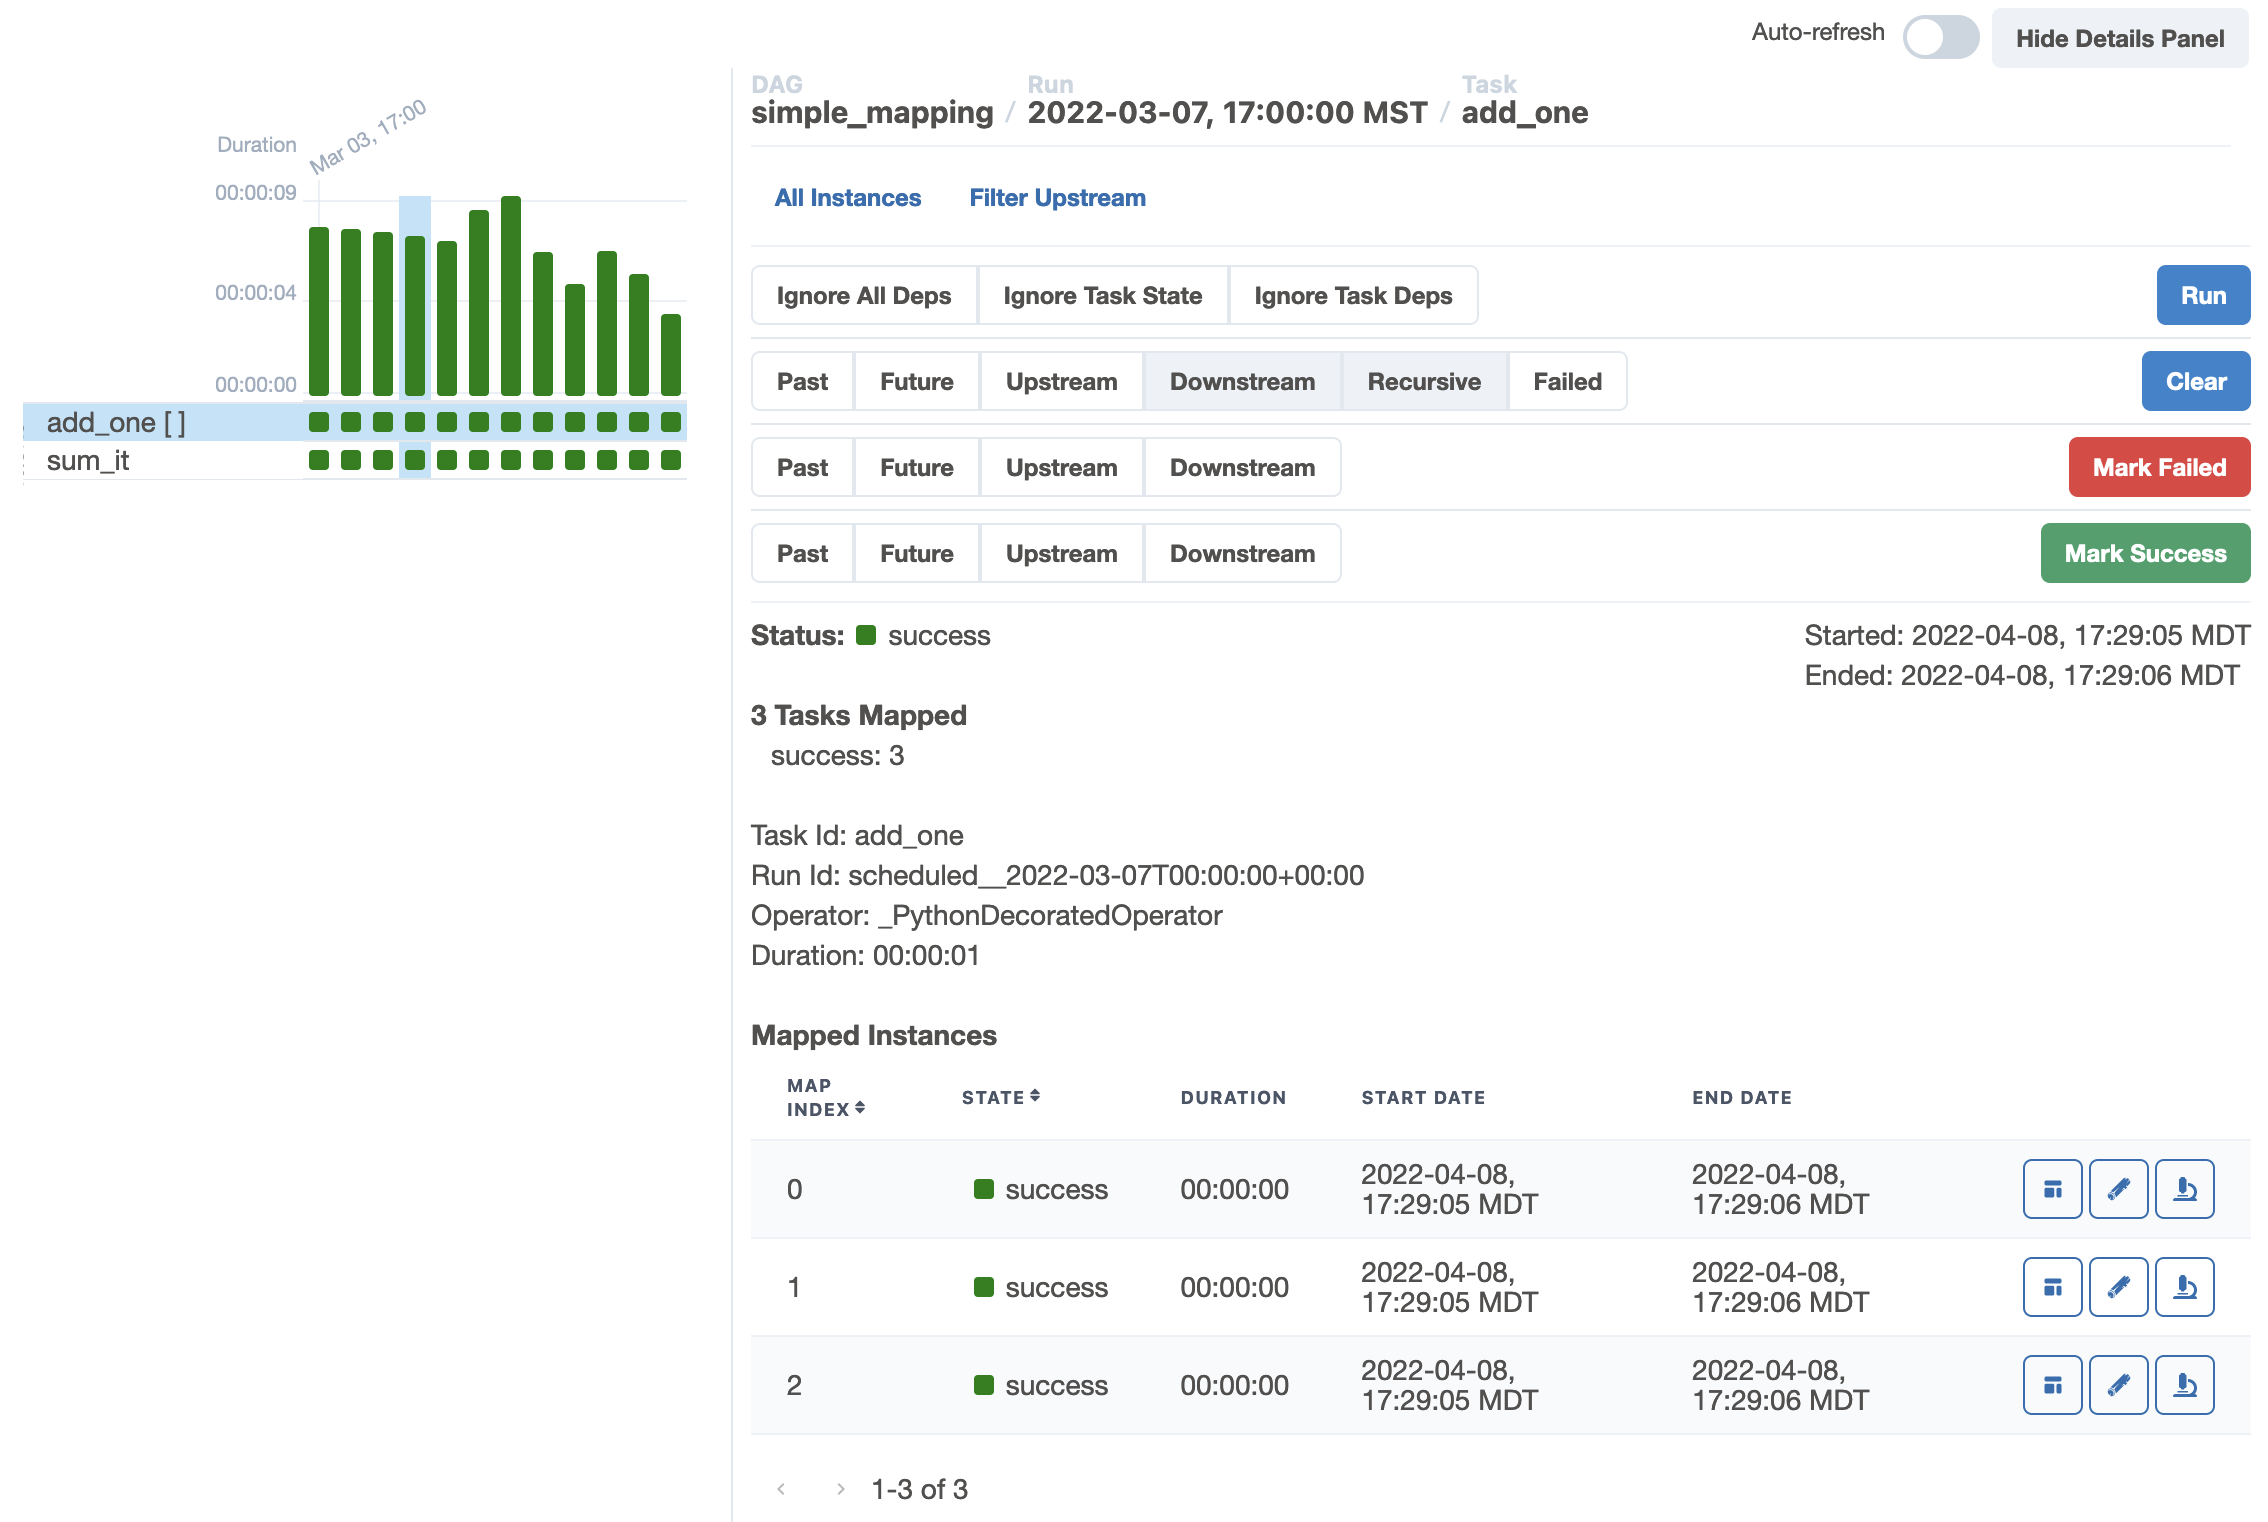 Auto-refresh
Hide Details Panel
DAG
simple_mapping
/
Run
2022-03-07, 17:00:00 MST
/
Task
add_one
Duration
Mar 03, 17:00
00:00:09
00:00:04
00:00:00
add_one [ ]
sum_it
All Instances
Filter Upstream
Ignore All Deps
Ignore Task State
Ignore Task Deps
Run
Past
Future
Upstream
Downstream
Recursive
Failed
Clear
Past
Future
Upstream
Downstream
Mark Failed
Past
Future
Upstream
Downstream
Mark Success
Status: success
Started: 2022-04-08, 17:29:05 MDT
Ended: 2022-04-08, 17:29:06 MDT
3 Tasks Mapped
success: 3
Task Id: add_one
Run Id: scheduled__2022-03-07T00:00:00+00:00
Operator: _PythonDecoratedOperator
Duration: 00:00:01
Mapped Instances
MAP
INDEX
STATE
DURATION
START DATE
END DATE
0
success
00:00:00
2022-04-08,
17:29:05 MDT
2022-04-08,
17:29:06 MDT
1
success
00:00:00
2022-04-08,
17:29:05 MDT
2022-04-08,
17:29:06 MDT
2
success
00:00:00
2022-04-08,
17:29:05 MDT
2022-04-08,
17:29:06 MDT
1-3 of 3